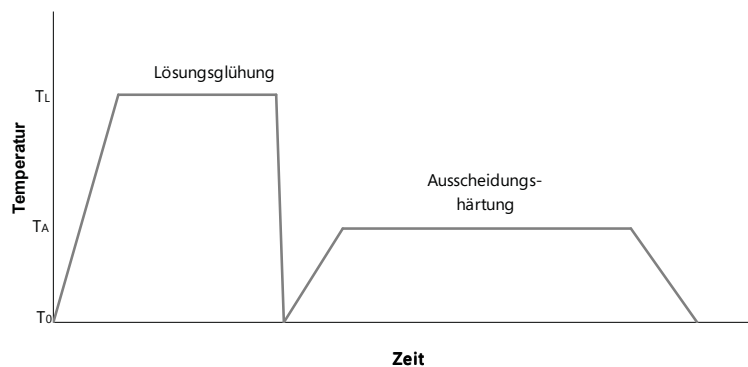 Lösungsglühung
TL
Temperatur
Ausscheidungs-
härtung
TA
T0
Zeit